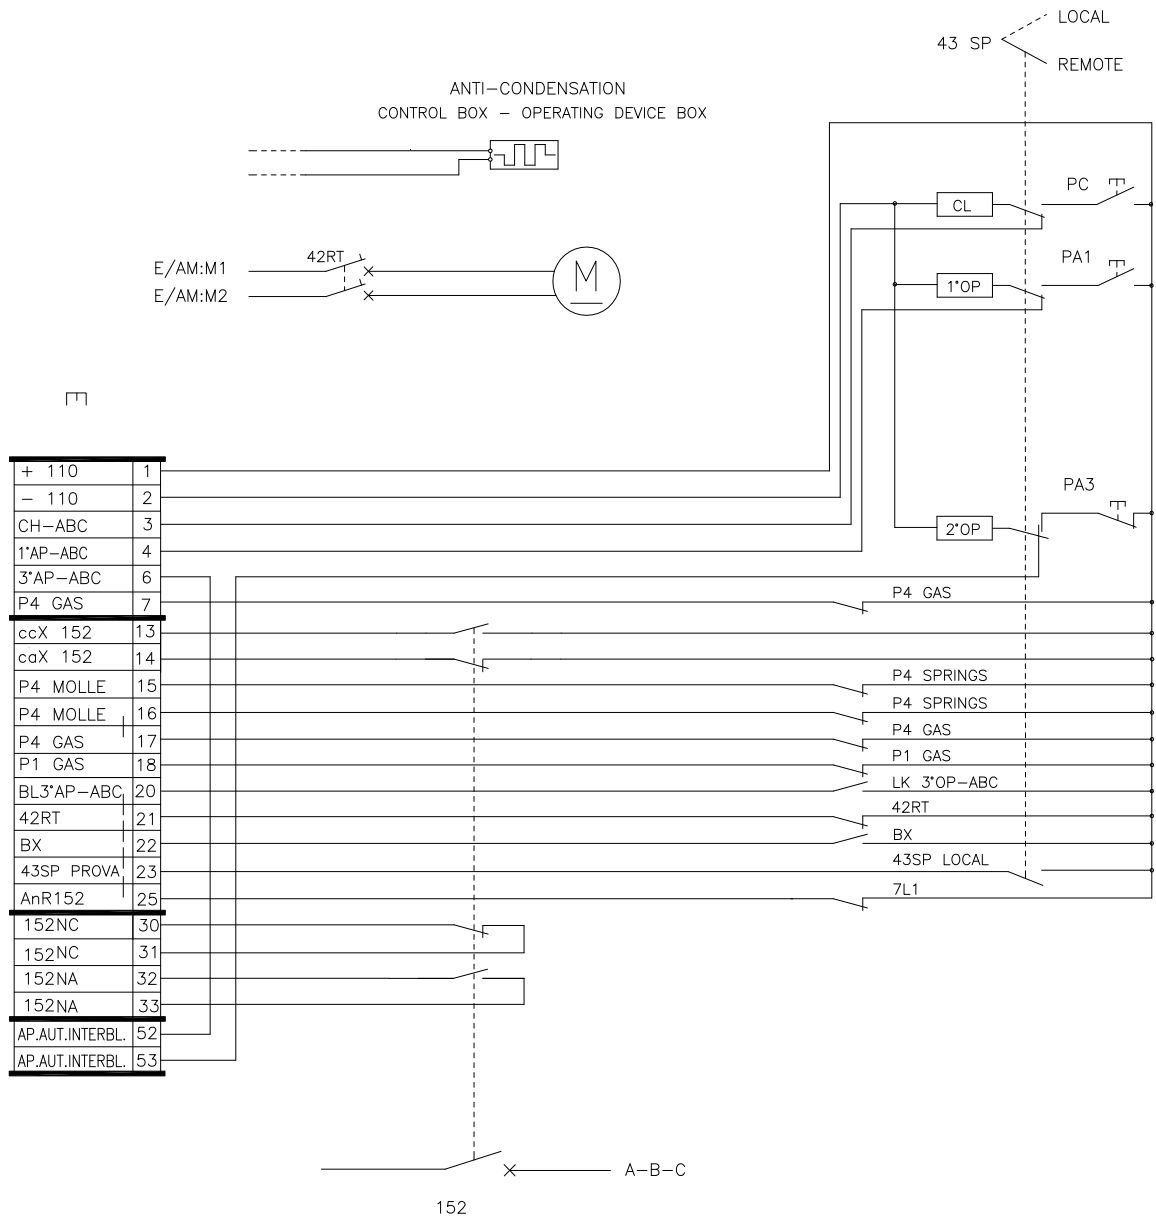 LOCAL
43 SP
REMOTE
ANTI-CONDENSATION
CONTROL BOX - OPERATING DEVICE BOX
PC
CL
42RT
PA1
E/AM:M1
M
E/AM:M2
1°OP
+ 110 1
- 110 2
PA3
CH-ABC 3
2°OP
1°AP-ABC 4
3°AP-ABC 6
P4 GAS 7
P4 GAS
ccX 152 13
caX 152 14
P4 MOLLE 15
P4 SPRINGS
P4 MOLLE 16
P4 SPRINGS
P4 GAS 17
P4 GAS
P1 GAS 18
P1 GAS
BL3°AP-ABC 20
LK 3°OP-ABC
42RT 21
42RT
BX 22
BX
43SP PROVA 23
43SP LOCAL
AnR152 25
7L1
152NC 30
152NC 31
152NA 32
152NA 33
AP.AUT.INTERBL. 52
AP.AUT.INTERBL. 53
A-B-C
152